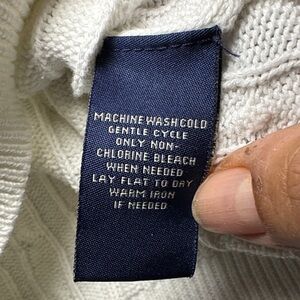 MACHINE WASH COLD
GENTLE CYCLE
ONLY NON-
CHLORINE BLEACH
WHEN NEEDED
LAY FLAT TO DRY
WARM IRON
IF NEEDED